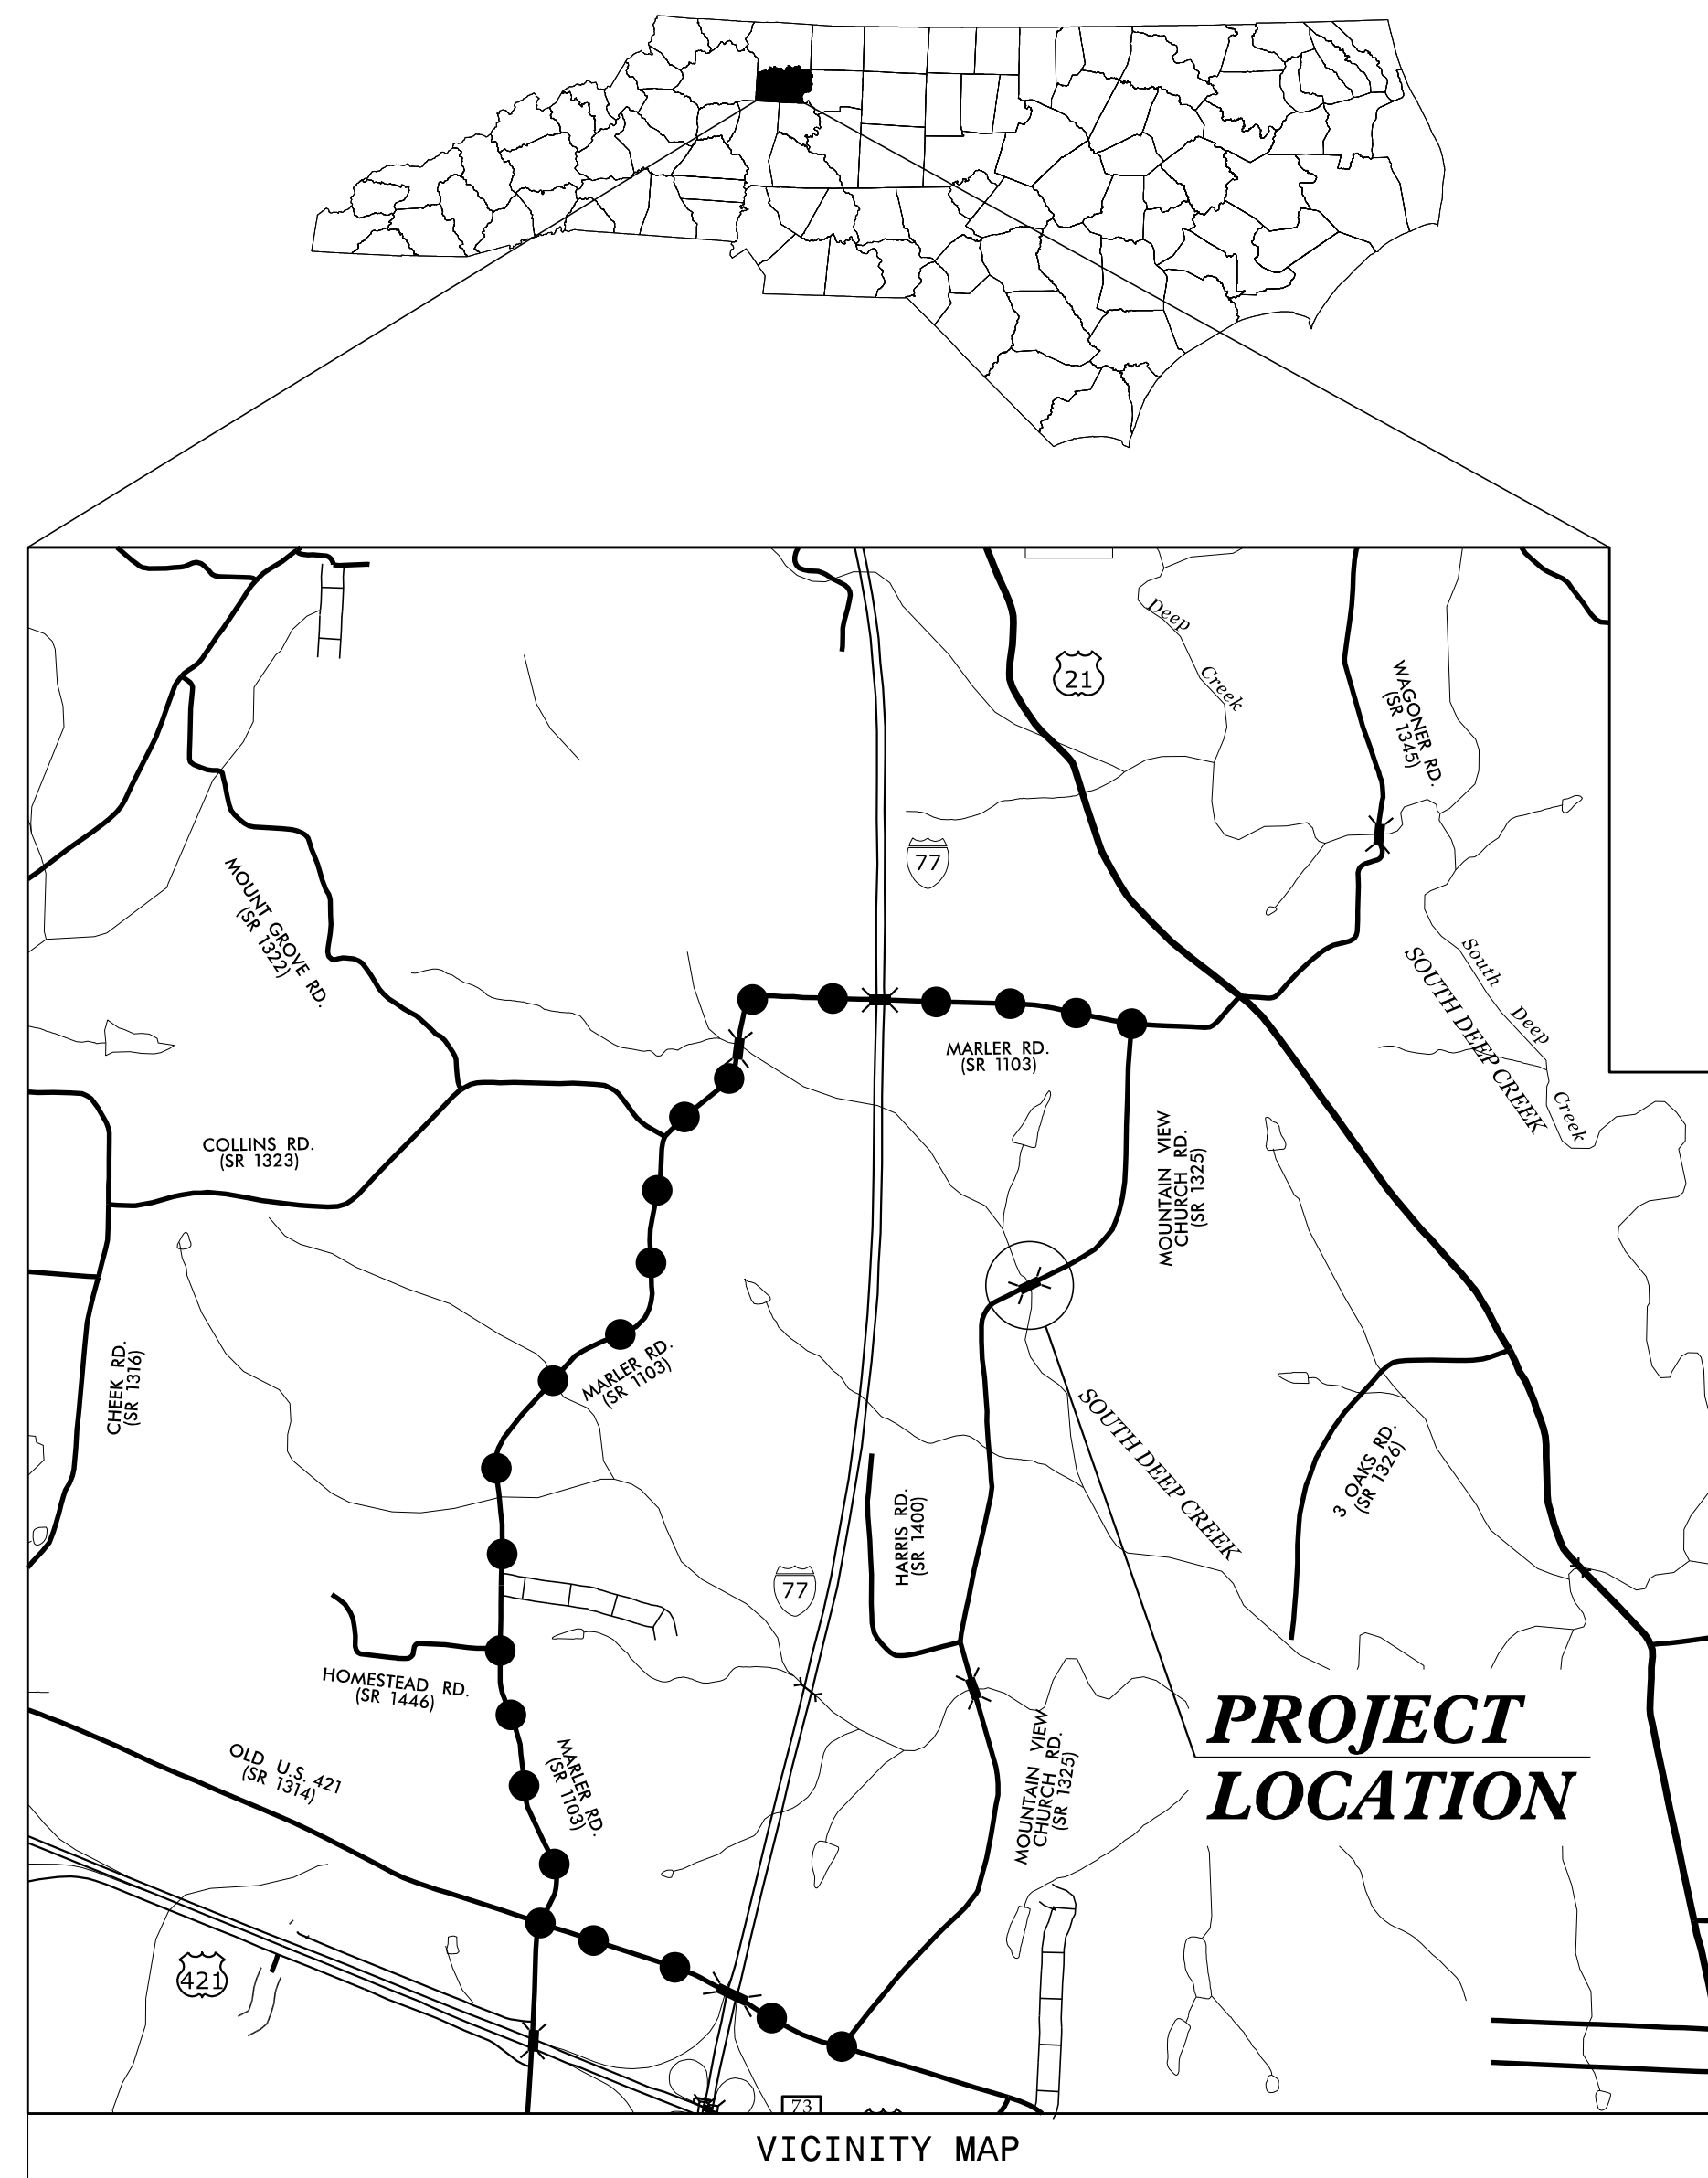 Deep
Creek
21
WAGONER RD.
(SR 1345)
77
MOUNT GROVE RD.
(SR 1322)
South
Deep
Creek
SOUTH DEEP CREEK
MARLER RD.
(SR 1103)
COLLINS RD.
(SR 1323)
MOUNTAIN VIEW
CHURCH RD.
(SR 1325)
CHEEK RD.
(SR 1316)
MARLER RD.
(SR 1103)
SOUTH DEEP CREEK
3 OAKS RD.
(SR 1326)
HARRIS RD.
(SR 1400)
77
HOMESTEAD RD.
(SR 1446)
PROJECT
LOCATION
OLD U.S. 421
(SR 1314)
MARLER RD.
(SR 1103)
MOUNTAIN VIEW
CHURCH RD.
(SR 1325)
421
73
VICINITY MAP